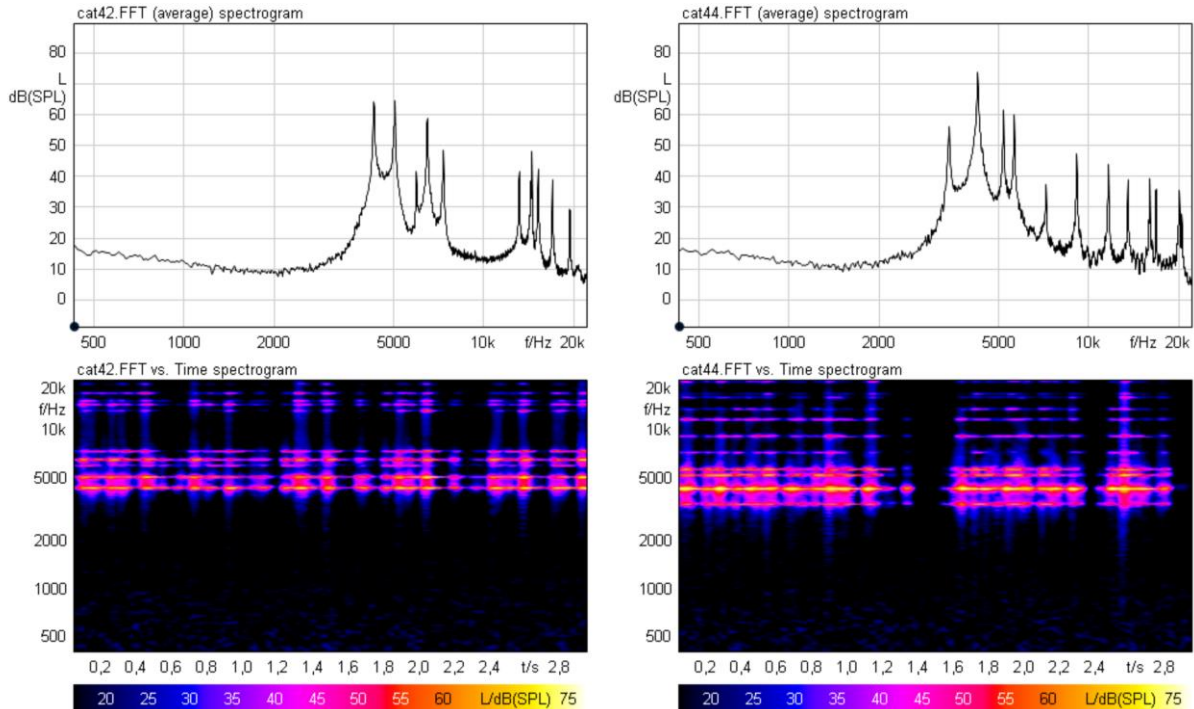 cat42.FFT (average) spectrogram
80
L
dB(SPL)
60
50
40
30
20
10
0
500 1000 2000 5000 10k f/Hz 20k
cat44.FFT (average) spectrogram
80
L
dB(SPL)
60
50
40
30
20
10
0
500 1000 2000 5000 10k f/Hz 20k
cat42.FFT vs. Time spectrogram
20k
f/Hz
10k
5000
2000
1000
500
0,2 0,4 0,6 0,8 1,0 1,2 1,4 1,6 1,8 2,0 2,2 2,4 t/s 2,8
20 25 30 35 40 45 50 55 60 L/dB(SPL) 75
cat44.FFT vs. Time spectrogram
20k
f/Hz
10k
5000
2000
1000
500
0,2 0,4 0,6 0,8 1,0 1,2 1,4 1,6 1,8 2,0 2,2 2,4 t/s 2,8
20 25 30 35 40 45 50 55 60 L/dB(SPL) 75